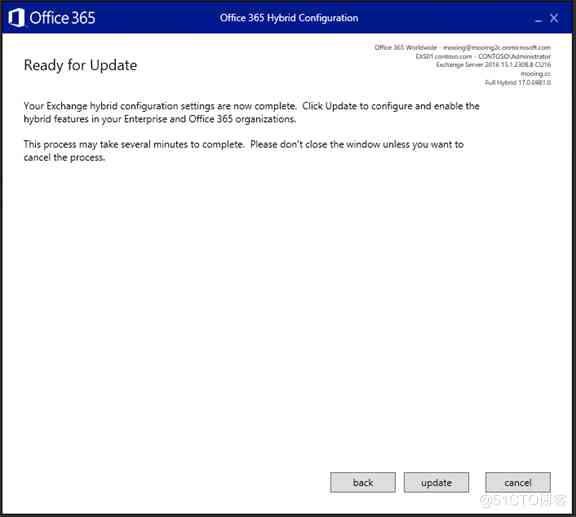 Office 365
Office 365 Hybrid Configuration
Office 365 Worldwide - mooing@mooing2c.onmicrosoft.com
EXS01.contoso.com - CONTOSO\Administrator
Exchange Server 2016 15.1.2308.8 CU16
mooing.cc
Full Hybrid 17.0.5481.0
Ready for Update
Your Exchange hybrid configuration settings are now complete. Click Update to configure and enable the
hybrid features in your Enterprise and Office 365 organizations.
This process may take several minutes to complete. Please don't close the window unless you want to
cancel the process.
back
update
cancel
@51CTO博客